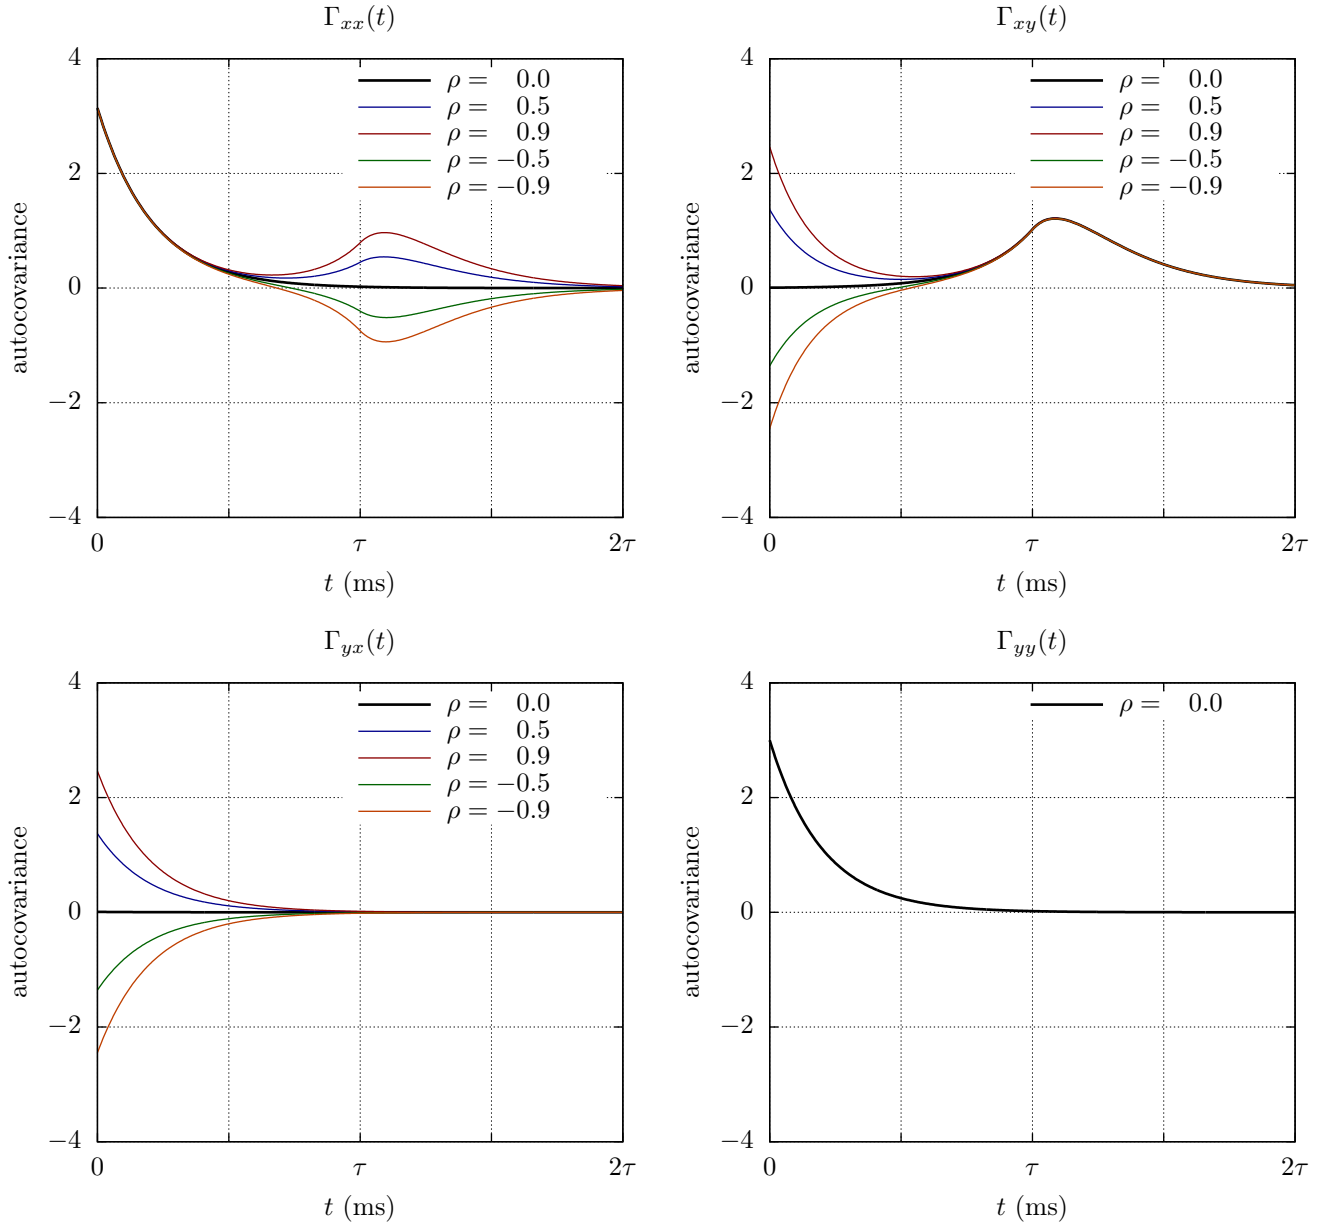 Γxx(t)
4
2
0
−2
−4
autocovariance
ρ = 0.0
ρ = 0.5
ρ = 0.9
ρ = −0.5
ρ = −0.9
0 τ 2τ
t (ms)
Γxy(t)
4
2
0
−2
−4
autocovariance
ρ = 0.0
ρ = 0.5
ρ = 0.9
ρ = −0.5
ρ = −0.9
0 τ 2τ
t (ms)
Γyx(t)
4
2
0
−2
−4
autocovariance
ρ = 0.0
ρ = 0.5
ρ = 0.9
ρ = −0.5
ρ = −0.9
0 τ 2τ
t (ms)
Γyy(t)
4
2
0
−2
−4
autocovariance
ρ = 0.0
0 τ 2τ
t (ms)